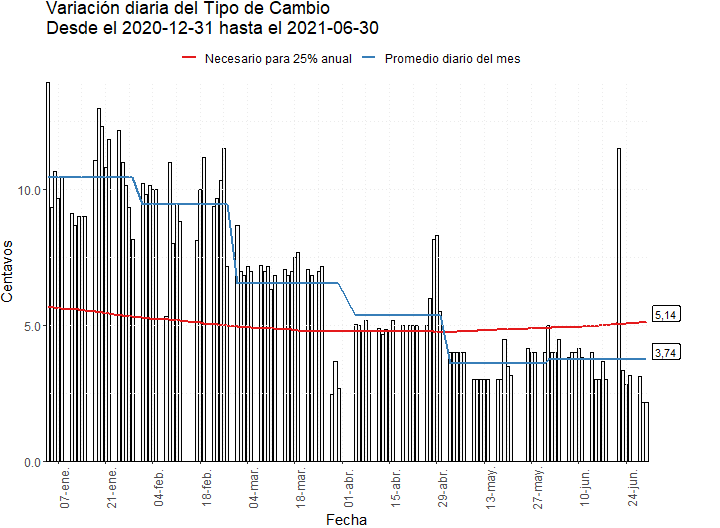 Variación diaria del Tipo de Cambio
Desde el 2020-12-31 hasta el 2021-06-30
Necesario para 25% anual
Promedio diario del mes
Centavos
10.0
5.0
0.0
5,14
3,74
07-ene.
21-ene.
04-feb.
18-feb.
04-mar.
18-mar.
01-abr.
15-abr.
29-abr.
13-may.
27-may.
10-jun.
24-jun.
Fecha